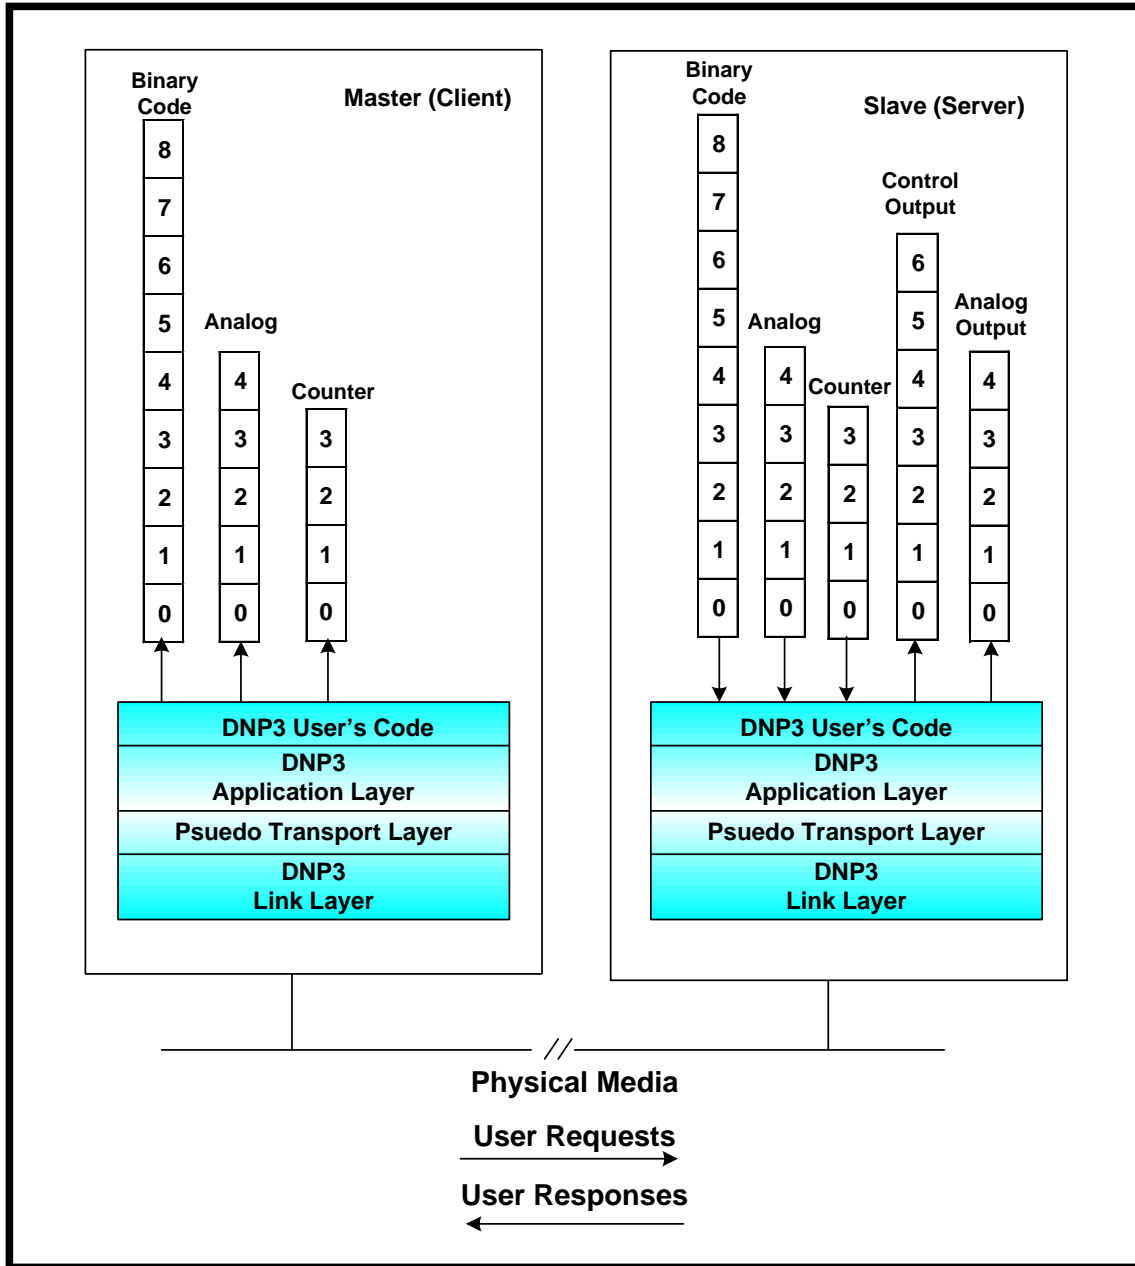 Master (Client)
Binary
Code
8
7
6
5
4
3
2
1
0
Analog
4
3
2
1
0
Counter
3
2
1
0
DNP3 User's Code
DNP3
Application Layer
Psuedo Transport Layer
DNP3
Link Layer
Slave (Server)
Binary
Code
8
7
6
5
4
3
2
1
0
Analog
4
3
2
1
0
Counter
3
2
1
0
Control
Output
6
5
4
3
2
1
0
Analog
Output
4
3
2
1
0
DNP3 User's Code
DNP3
Application Layer
Psuedo Transport Layer
DNP3
Link Layer
Physical Media
User Requests
User Responses